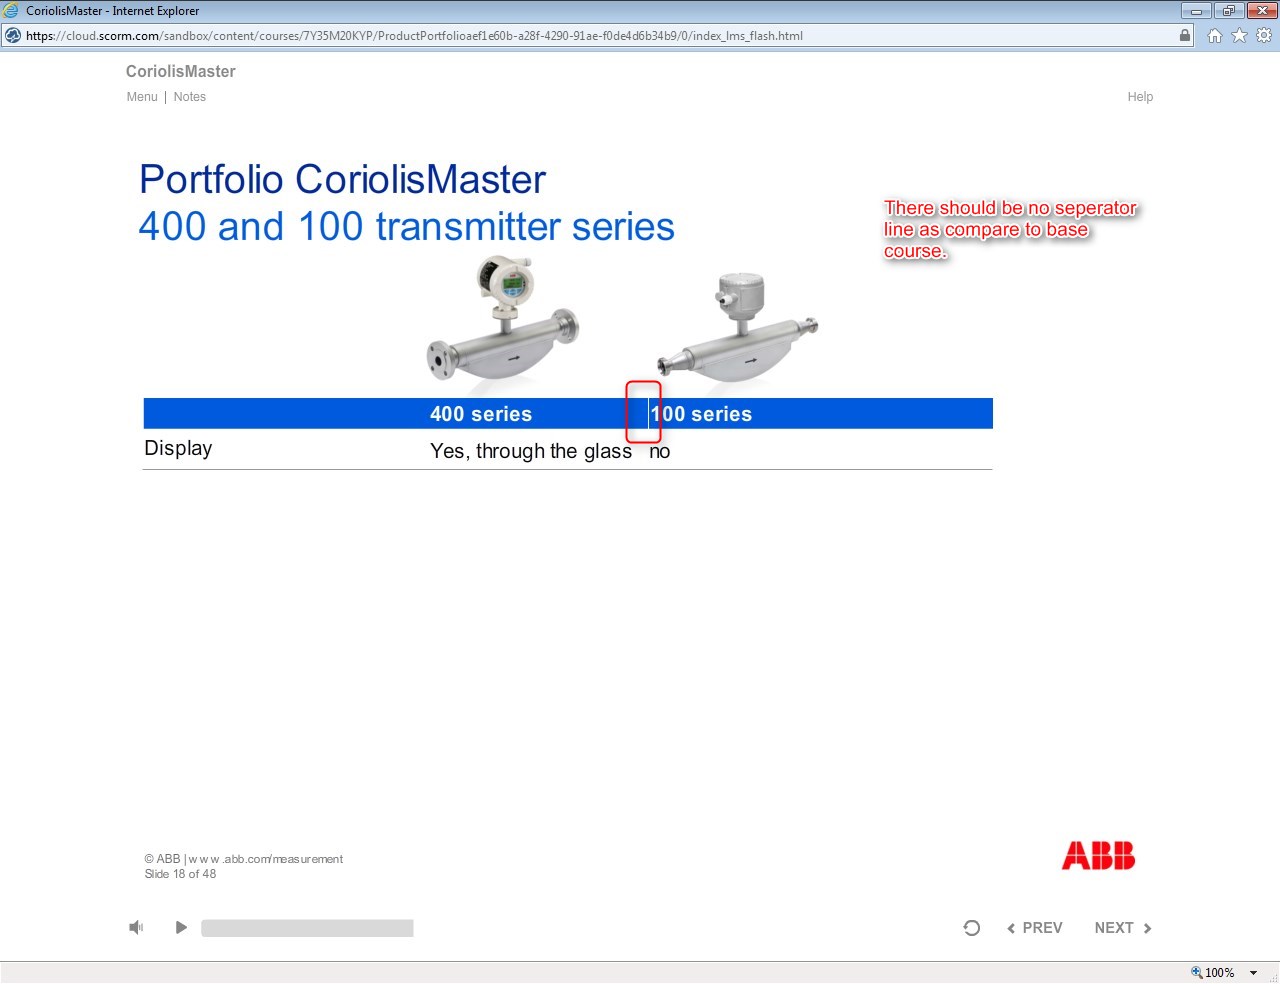 CoriolisMaster - Internet Explorer
https://cloud.scorm.com/sandbox/content/courses/7Y35M20KYP/ProductPortfolioaef1e60b-a28f-4290-91ae-f0de4d6b34b9/0/index_lms_flash.html
CoriolisMaster
Menu | Notes
Help
Portfolio CoriolisMaster
400 and 100 transmitter series
There should be no seperator
line as compare to base
course.
400 series 100 series
Display Yes, through the glass no
© ABB | www.abb.com/measurement
Slide 18 of 48
ABB
PREV NEXT
100%